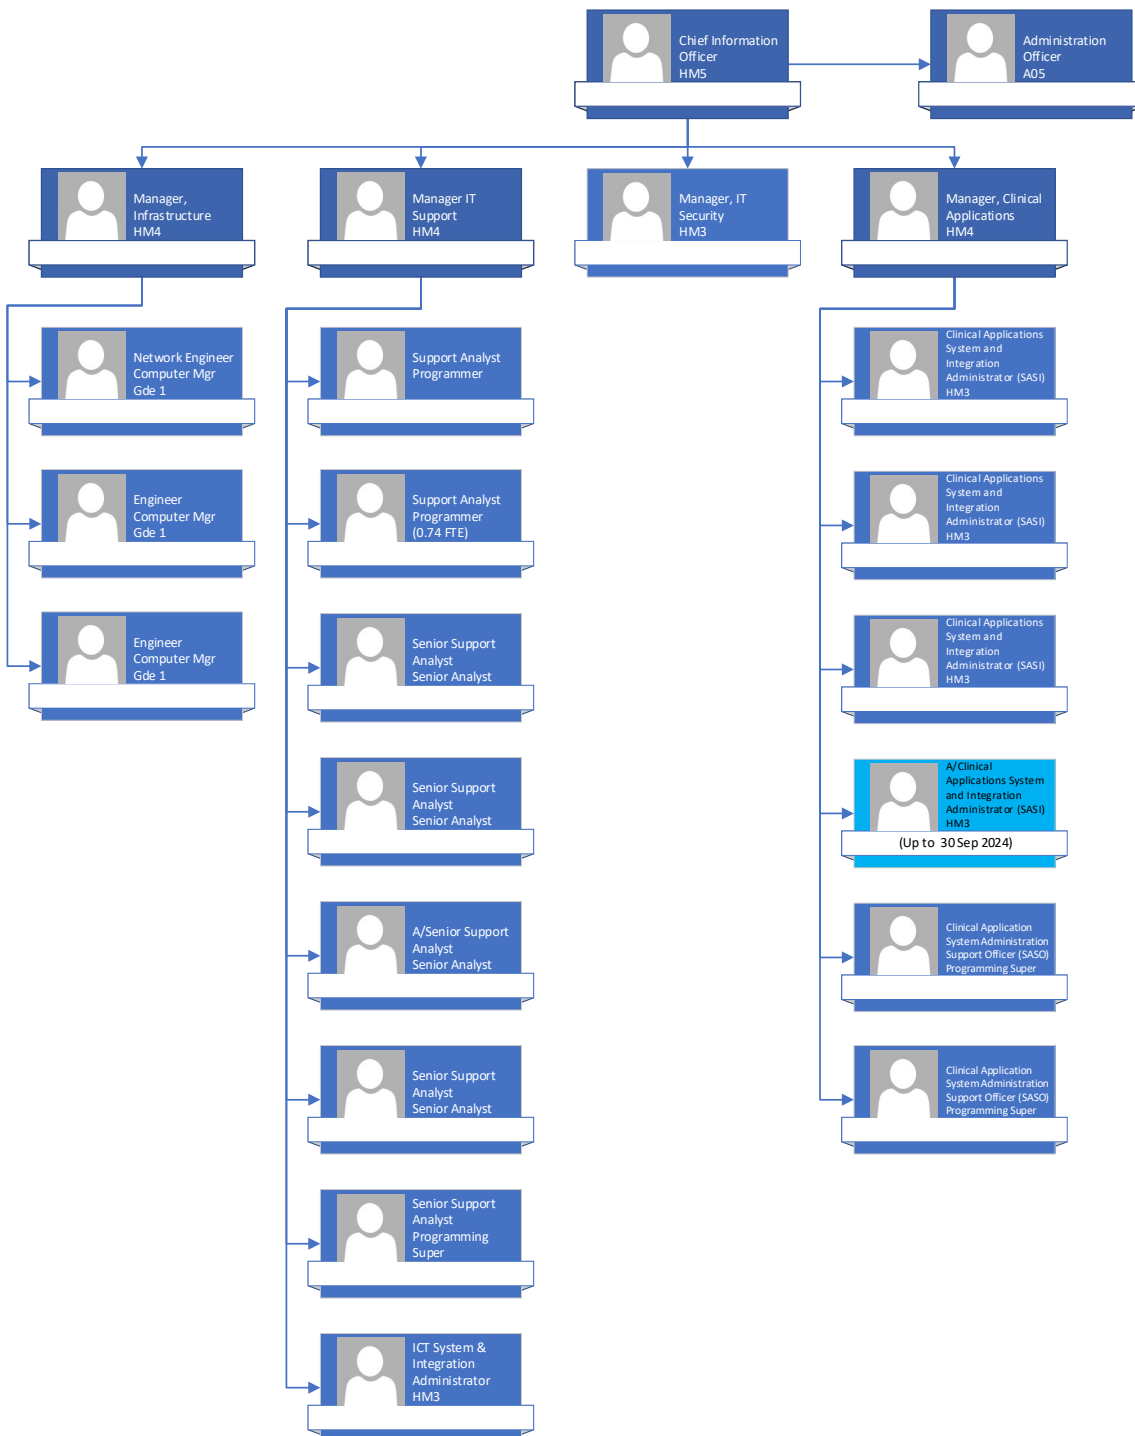 Chief Information
Officer
HM5
Administration
Officer
A05
Manager,
Infrastructure
HM4
Manager IT
Support
HM4
Manager, IT
Security
HM3
Manager, Clinical
Applications
HM4
Network Engineer
Computer Mgr
Gde 1
Engineer
Computer Mgr
Gde 1
Engineer
Computer Mgr
Gde 1
Support Analyst
Programmer
Support Analyst
Programmer
(0.74 FTE)
Senior Support
Analyst
Senior Analyst
Senior Support
Analyst
Senior Analyst
A/Senior Support
Analyst
Senior Analyst
Senior Support
Analyst
Senior Analyst
Senior Support
Analyst
Programming
Super
ICT System &
Integration
Administrator
HM3
Clinical Applications
System and
Integration
Administrator (SASI)
HM3
Clinical Applications
System and
Integration
Administrator (SASI)
HM3
Clinical Applications
System and
Integration
Administrator (SASI)
HM3
A/Clinical
Applications System
and Integration
Administrator (SASI)
HM3
(Up to 30 Sep 2024)
Clinical Application
System Administration
Support Officer (SASO)
Programming Super
Clinical Application
System Administration
Support Officer (SASO)
Programming Super